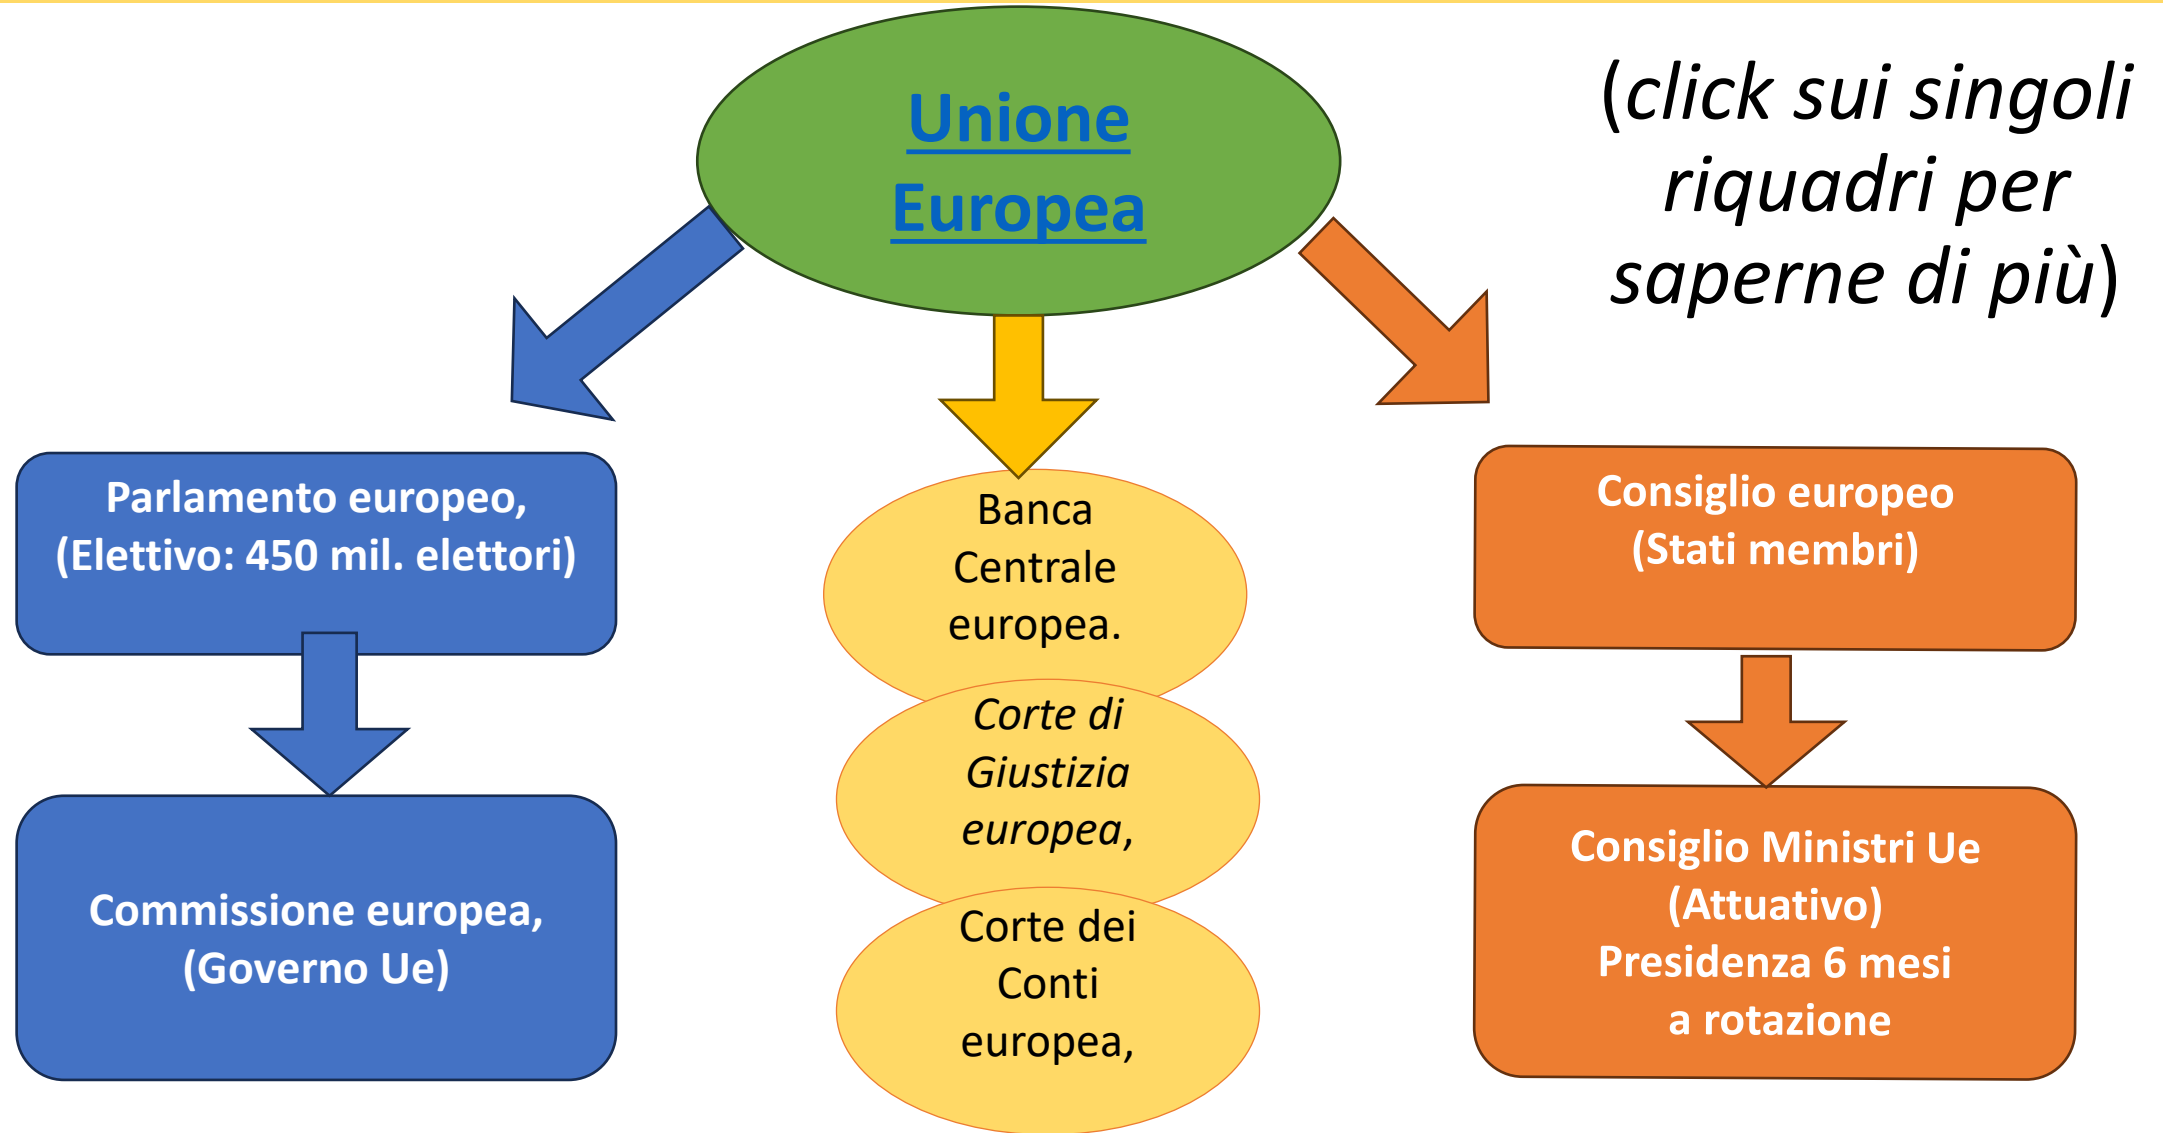 Unione
Europea
(click sui singoli
riquadri per
saperne di più)
Parlamento europeo,
(Elettivo: 450 mil. elettori)
Commissione europea,
(Governo Ue)
Banca
Centrale
europea.
Corte di
Giustizia
europea,
Corte dei
Conti
europea,
Consiglio europeo
(Stati membri)
Consiglio Ministri Ue
(Attuativo)
Presidenza 6 mesi
a rotazione